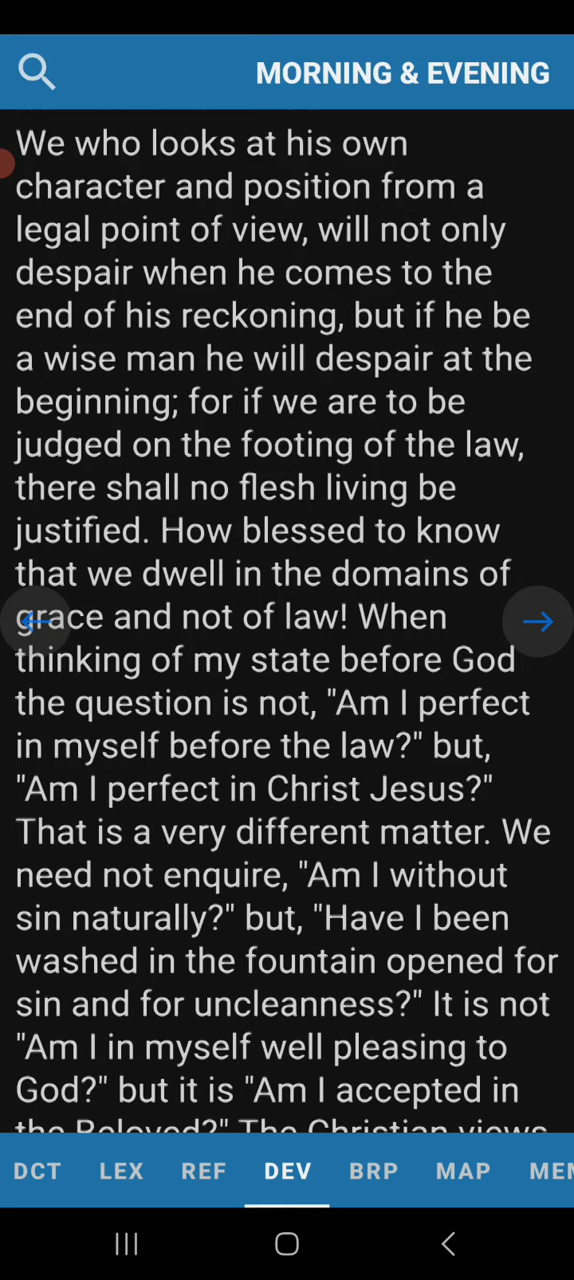 MORNING & EVENING
We who looks at his own
character and position from a
legal point of view, will not only
despair when he comes to the
end of his reckoning, but if he be
a wise man he will despair at the
beginning; for if we are to be
judged on the footing of the law,
there shall no flesh living be
justified. How blessed to know
that we dwell in the domains of
grace and not of law! When
thinking of my state before God
the question is not, "Am I perfect
in myself before the law?" but,
"Am I perfect in Christ Jesus?"
That is a very different matter. We
need not enquire, "Am I without
sin naturally?" but, "Have I been
washed in the fountain opened for
sin and for uncleanness?" It is not
"Am I in myself well pleasing to
God?" but it is "Am I accepted in
the Beloved?" The Christian views
DCT LEX REF DEV BRP MAP MEM